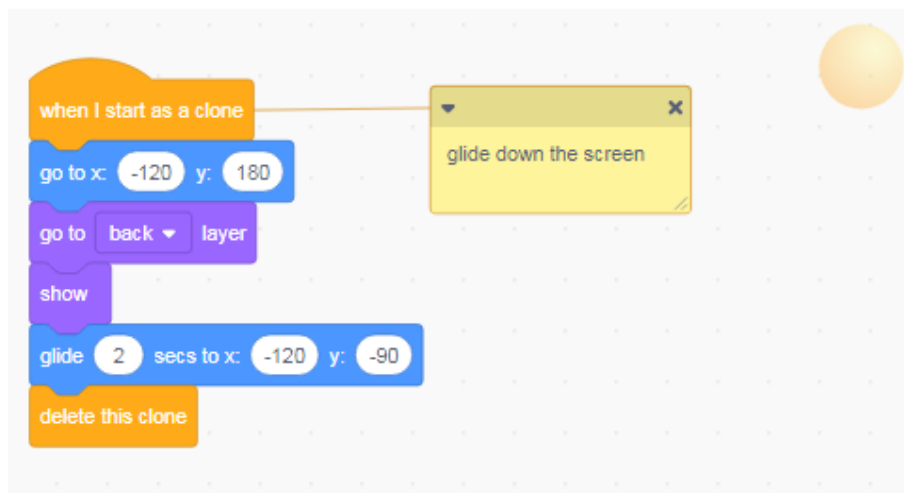 when I start as a clone
glide down the screen
go to x: -120 y: 180
go to back layer
show
glide 2 secs to x: -120 y: -90
delete this clone